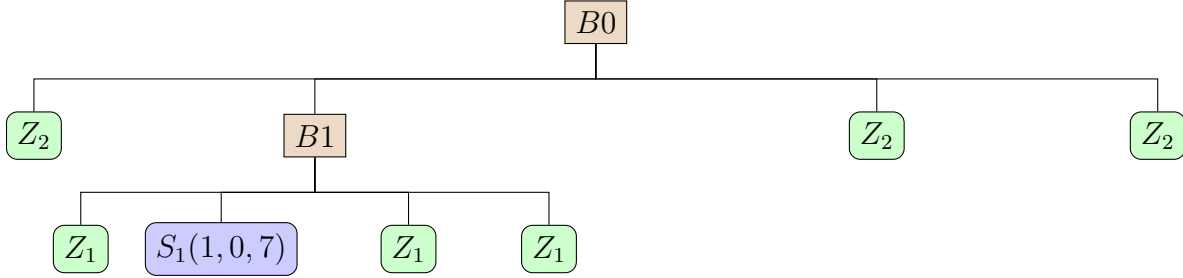 B0
Z₂ B1 Z₂ Z₂
Z₁ S₁(1, 0, 7) Z₁ Z₁